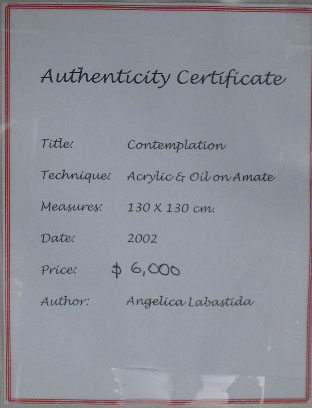 Authenticity Certificate
Title: Contemplation
Technique: Acrylic & Oil on Amate
Measures: 130 X 130 cm.
Date: 2002
Price: $ 6,000
Author: Angelica Labastida